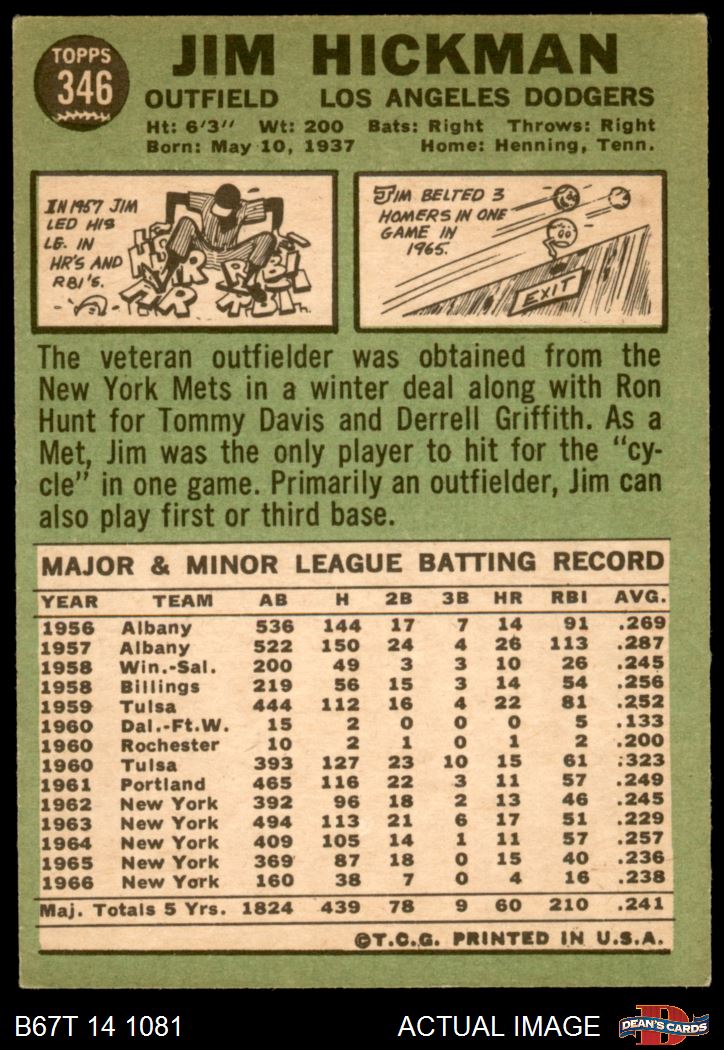 TOPPS
346
JIM HICKMAN
OUTFIELD LOS ANGELES DODGERS
Ht: 6'3'' Wt: 200 Bats: Right Throws: Right
Born: May 10, 1937 Home: Henning, Tenn.
IN 1957 JIM
LED HIS
LG. IN
HR'S AND
RBI'S.
JIM BELTED 3
HOMERS IN ONE
GAME IN
1965.
EXIT
The veteran outfielder was obtained from the
New York Mets in a winter deal along with Ron
Hunt for Tommy Davis and Derrell Griffith. As a
Met, Jim was the only player to hit for the "cy-
cle" in one game. Primarily an outfielder, Jim can
also play first or third base.
MAJOR & MINOR LEAGUE BATTING RECORD
YEAR TEAM AB H 2B 3B HR RBI AVG.
1956 Albany 536 144 17 7 14 91 .269
1957 Albany 522 150 24 4 26 113 .287
1958 Win.-Sal. 200 49 3 3 10 26 .245
1958 Billings 219 56 15 3 14 54 .256
1959 Tulsa 444 112 16 4 22 81 .252
1960 Dal.-Ft.W. 15 2 0 0 0 5 .133
1960 Rochester 10 2 1 0 1 2 .200
1960 Tulsa 393 127 23 10 15 61 .323
1961 Portland 465 116 22 3 11 57 .249
1962 New York 392 96 18 2 13 46 .245
1963 New York 494 113 21 6 17 51 .229
1964 New York 409 105 14 1 11 57 .257
1965 New York 369 87 18 0 15 40 .236
1966 New York 160 38 7 0 4 16 .238
Maj. Totals 5 Yrs. 1824 439 78 9 60 210 .241
©T.C.G. PRINTED IN U.S.A.
B67T 14 1081 ACTUAL IMAGE DEAN'S CARDS